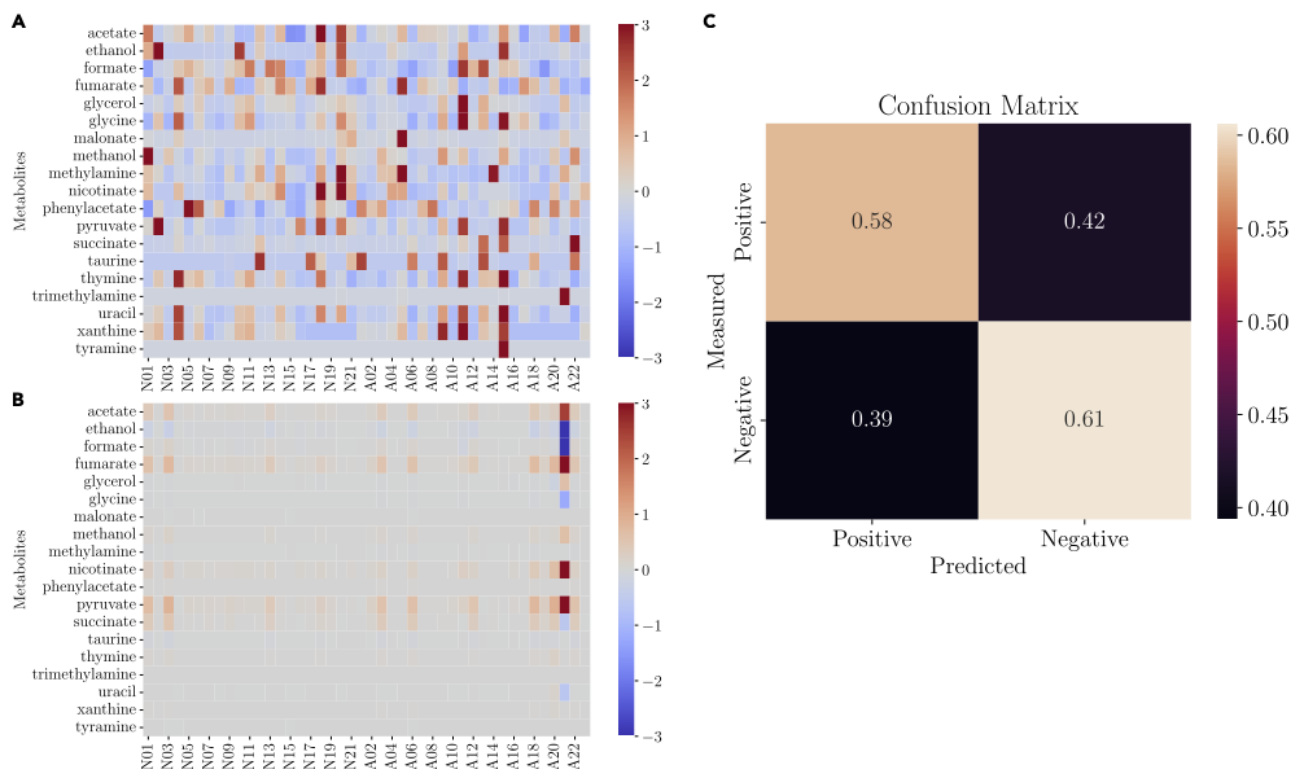 A
acetate
ethanol
formate
fumarate
glycerol
glycine
malonate
methanol
methylamine
nicotinate
phenylacetate
pyruvate
succinate
taurine
thymine
trimethylamine
uracil
xanthine
tyramine
Metabolites
N01 N03 N05 N07 N09 N11 N13 N15 N17 N19 N21 A02 A04 A06 A08 A10 A12 A14 A16 A18 A20 A22
3
2
1
0
−1
−2
−3
B
acetate
ethanol
formate
fumarate
glycerol
glycine
malonate
methanol
methylamine
nicotinate
phenylacetate
pyruvate
succinate
taurine
thymine
trimethylamine
uracil
xanthine
tyramine
Metabolites
N01 N03 N05 N07 N09 N11 N13 N15 N17 N19 N21 A02 A04 A06 A08 A10 A12 A14 A16 A18 A20 A22
3
2
1
0
−1
−2
−3
C
Confusion Matrix
Measured
Positive
Negative
0.58 0.42
0.39 0.61
Positive Negative
Predicted
0.60
0.55
0.50
0.45
0.40